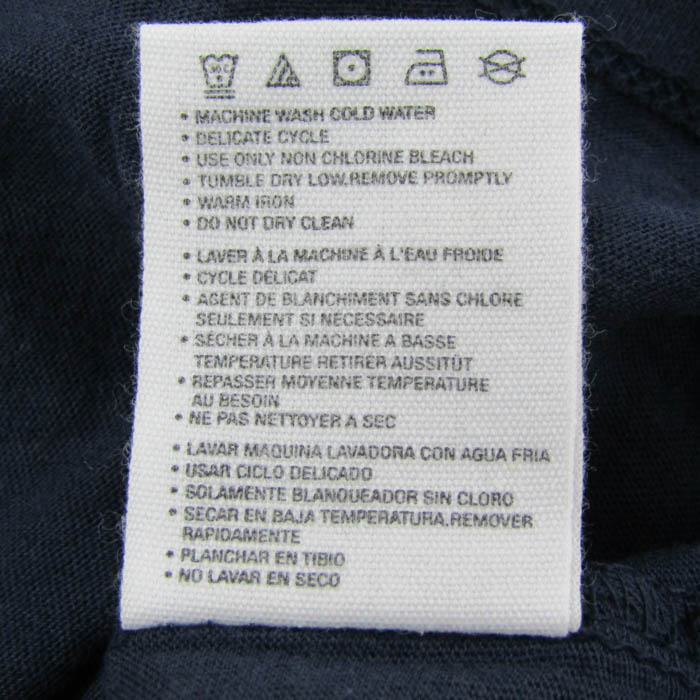 • MACHINE WASH COLD WATER
• DELICATE CYCLE
• USE ONLY NON CHLORINE BLEACH
• TUMBLE DRY LOW.REMOVE PROMPTLY
• WARM IRON
• DO NOT DRY CLEAN
• LAVER À LA MACHINE À L'EAU FROIDE
• CYCLE DÉLICAT
• AGENT DE BLANCHIMENT SANS CHLORE
SEULEMENT SI NÉCESSAIRE
• SÉCHER À LA MACHINE A BASSE
TEMPERATURE RETIRER AUSSITÛT
• REPASSER MOYENNE TEMPERATURE
AU BESOIN
• NE PAS NETTOYER A SEC
• LAVAR MAQUINA LAVADORA CON AGUA FRIA
• USAR CICLO DELICADO
• SOLAMENTE BLANQUEADOR SIN CLORO
• SECAR EN BAJA TEMPERATURA.REMOVER
RAPIDAMENTE
• PLANCHAR EN TIBIO
• NO LAVAR EN SECO